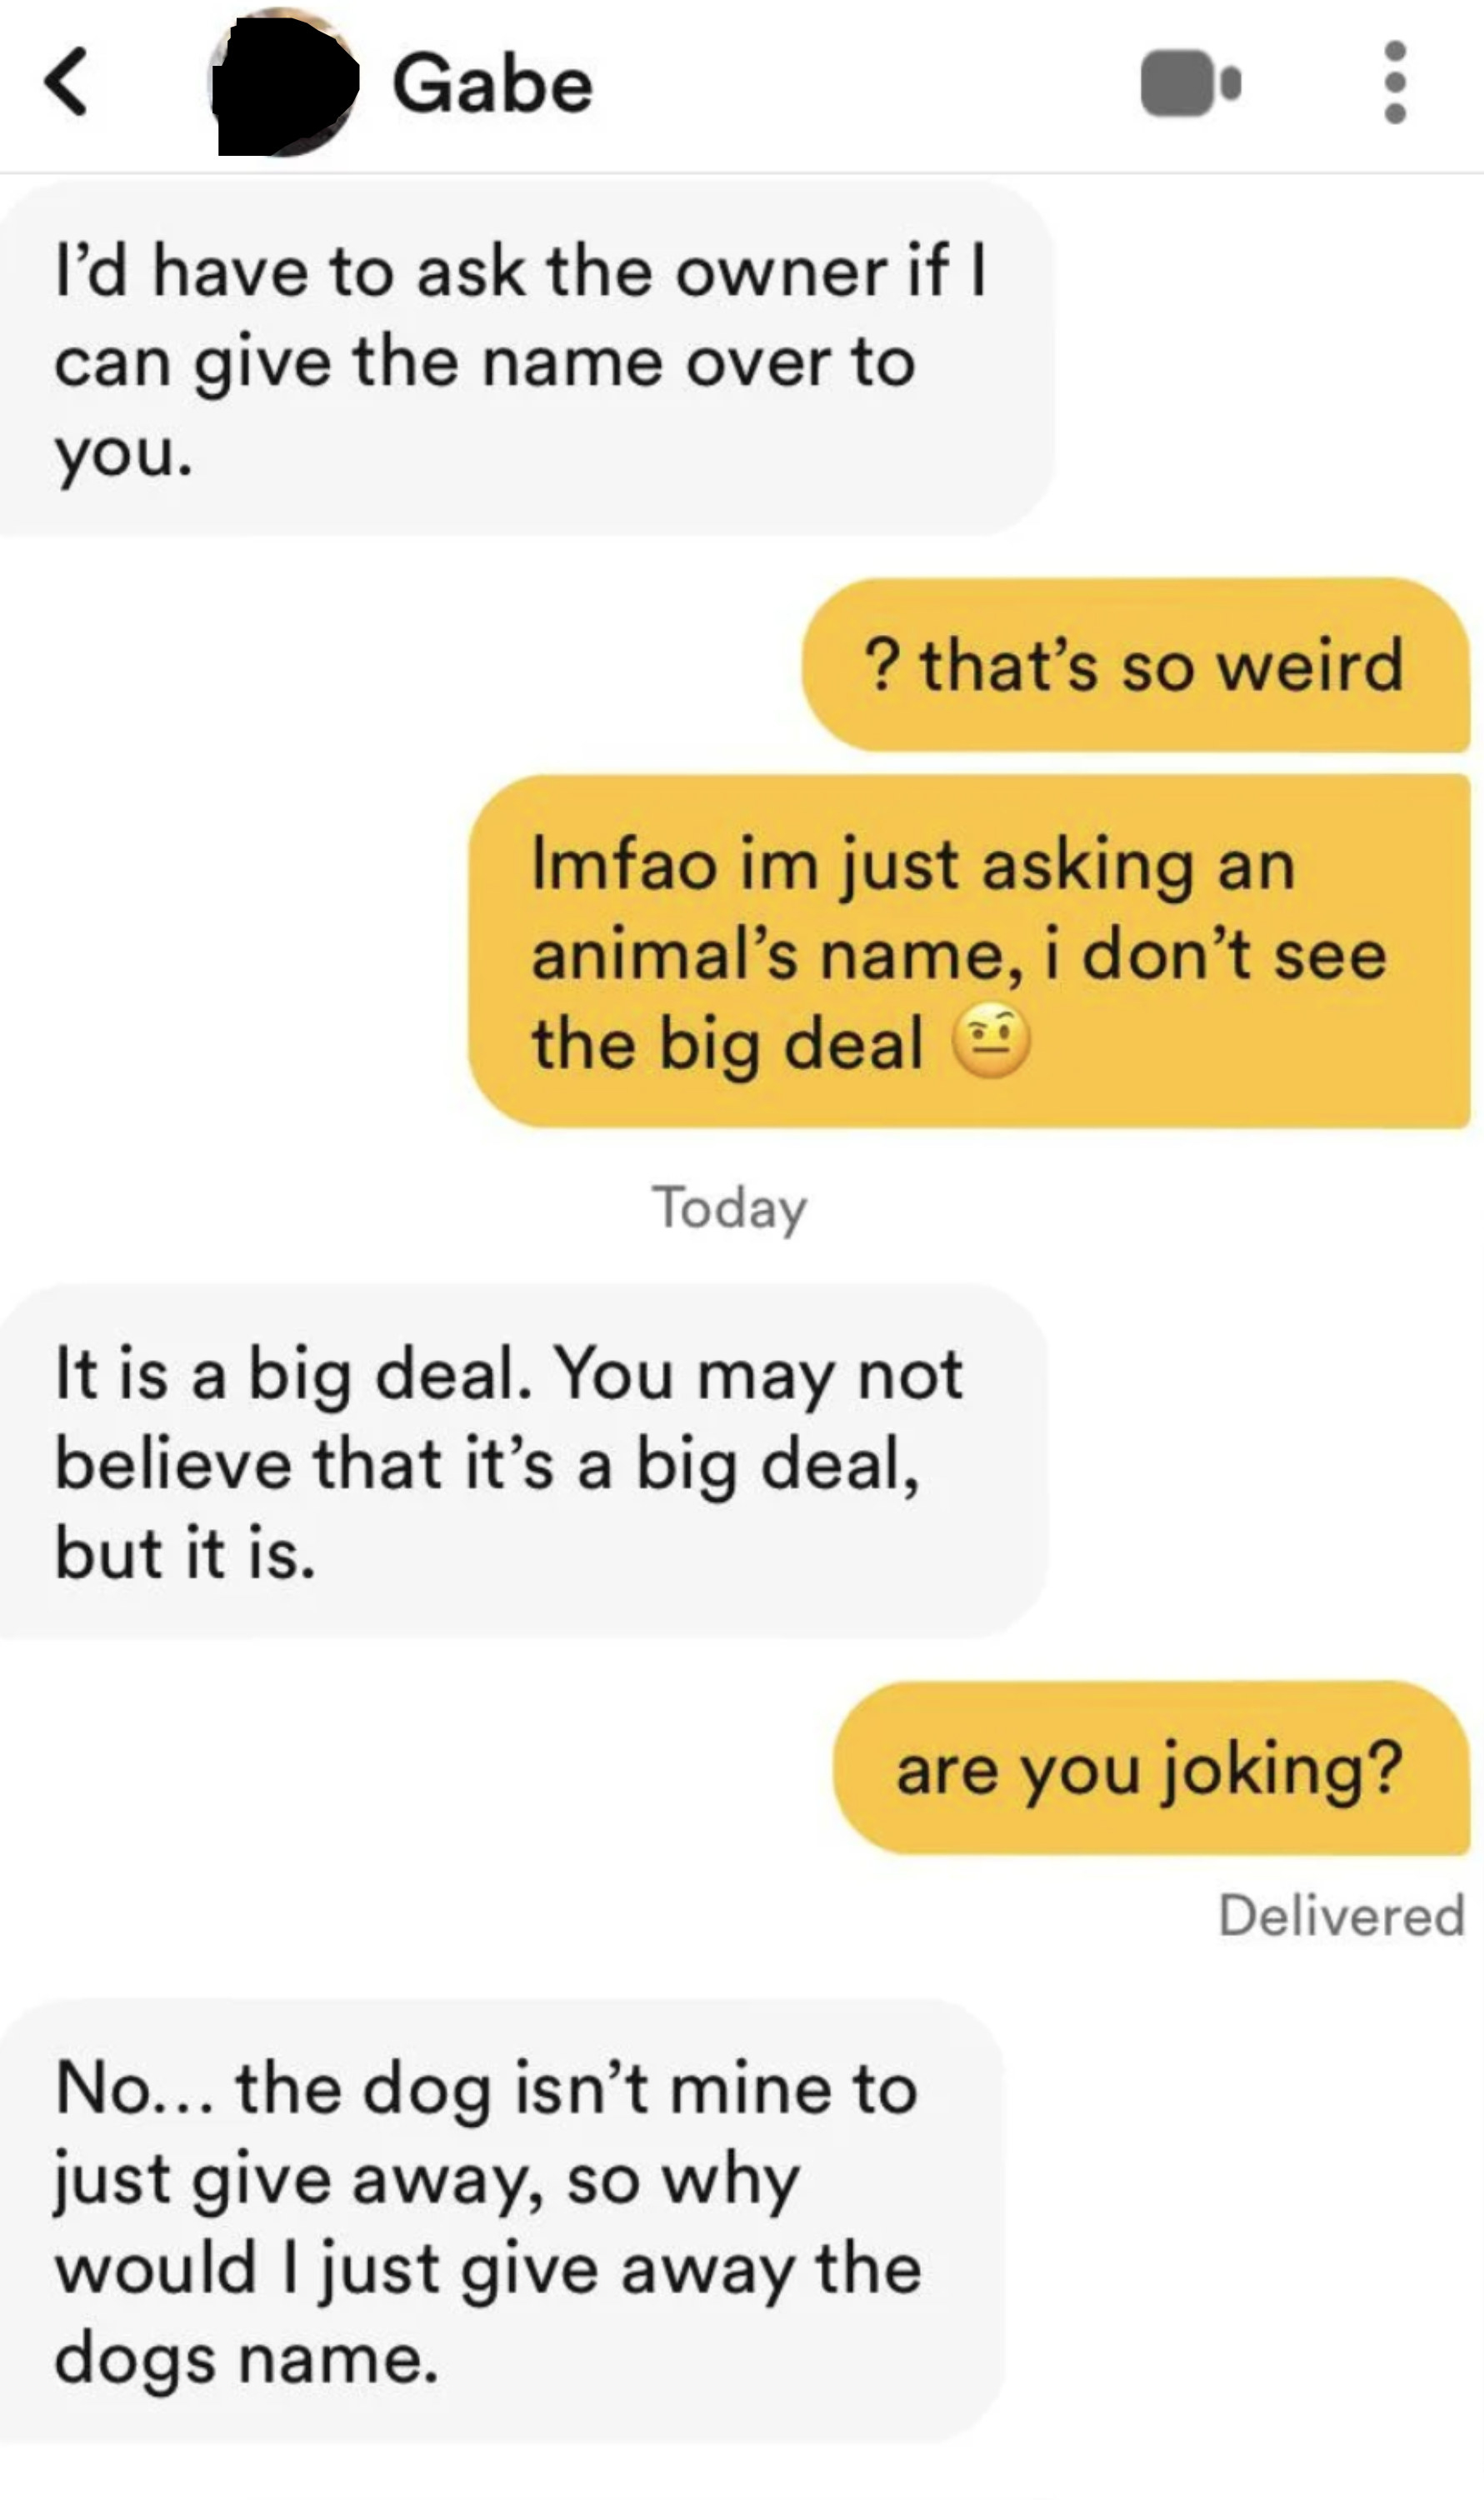 Gabe
I’d have to ask the owner if I
can give the name over to
you.
? that’s so weird
lmfao im just asking an
animal’s name, i don’t see
the big deal 🤨
Today
It is a big deal. You may not
believe that it’s a big deal,
but it is.
are you joking?
Delivered
No... the dog isn’t mine to
just give away, so why
would I just give away the
dogs name.